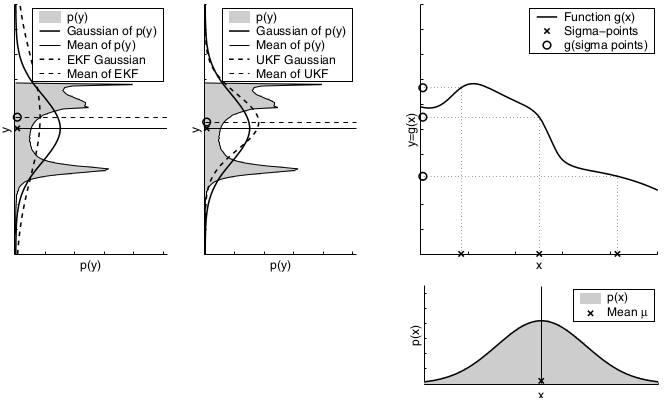 p(y)
Gaussian of p(y)
Mean of p(y)
EKF Gaussian
Mean of EKF
y
p(y)
p(y)
Gaussian of p(y)
Mean of p(y)
UKF Gaussian
Mean of UKF
y
p(y)
Function g(x)
Sigma-points
g(sigma points)
y=g(x)
x
p(x)
Mean μ
p(x)
x